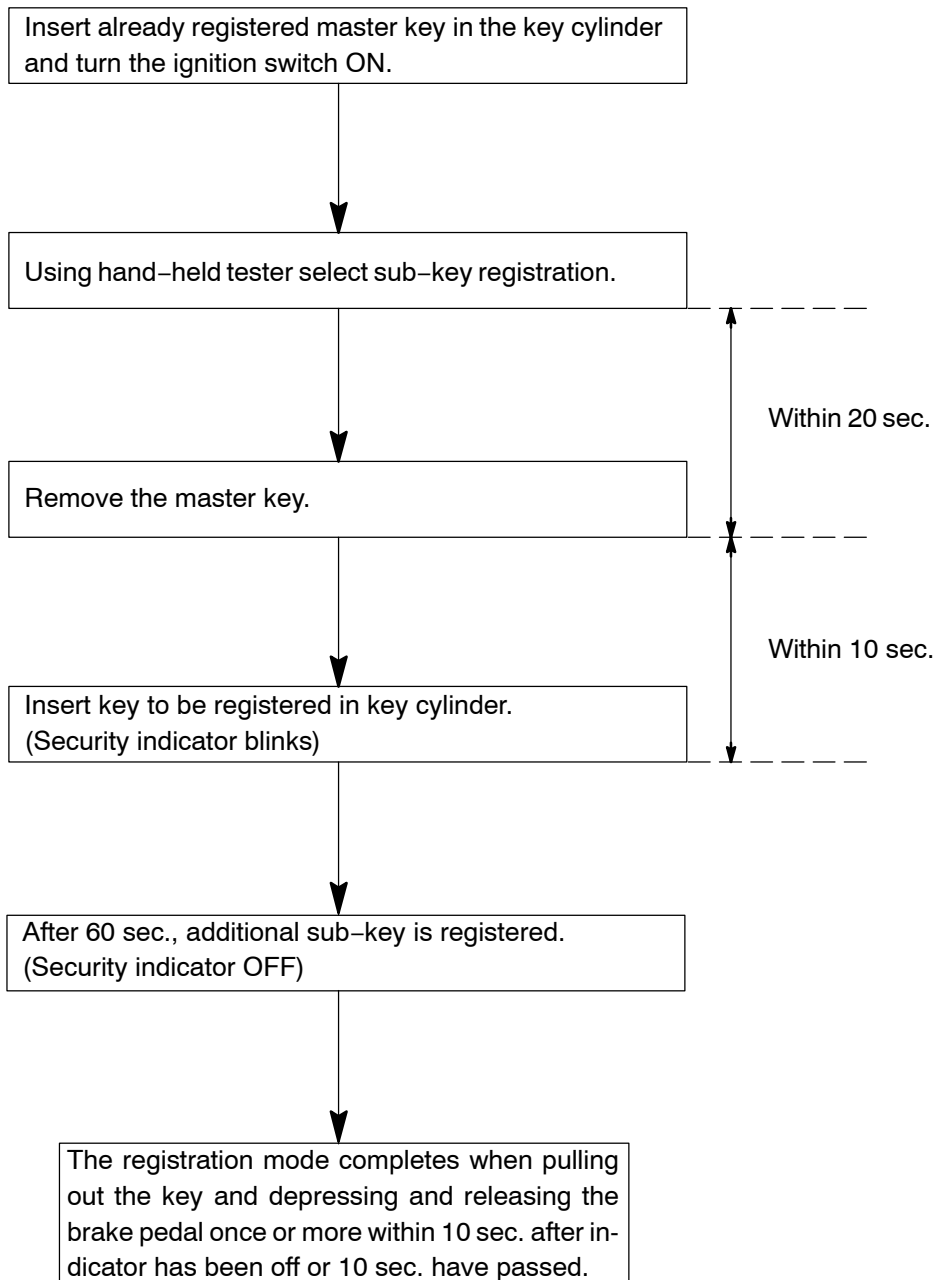 Insert already registered master key in the key cylinder
and turn the ignition switch ON.
Using hand−held tester select sub−key registration.
Within 20 sec.
Remove the master key.
Within 10 sec.
Insert key to be registered in key cylinder.
(Security indicator blinks)
After 60 sec., additional sub−key is registered.
(Security indicator OFF)
The registration mode completes when pulling
out the key and depressing and releasing the
brake pedal once or more within 10 sec. after in-
dicator has been off or 10 sec. have passed.